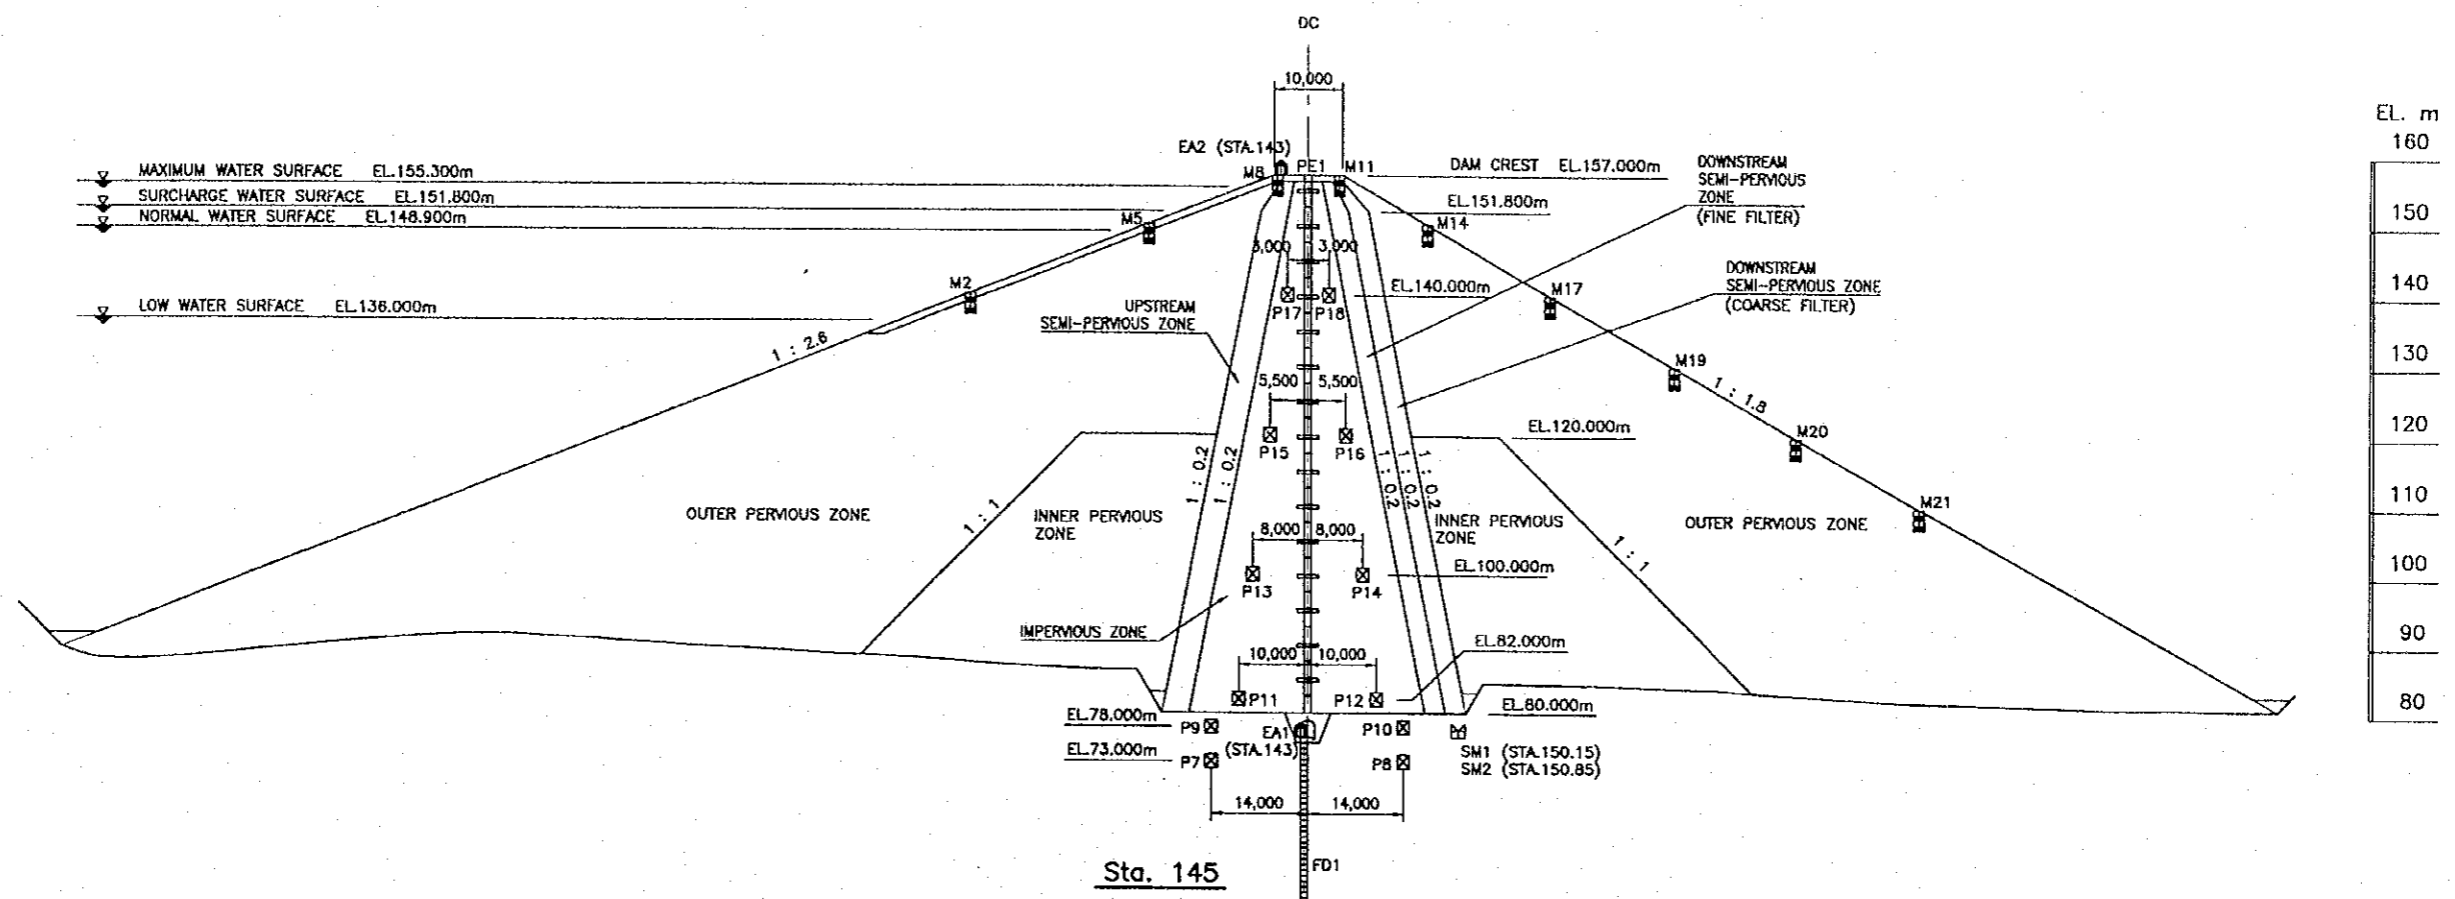 DC
10,000
EA2 (STA.143)
M8
PE1
M11
DAM CREST EL.157.000m
MAXIMUM WATER SURFACE EL.155.300m
SURCHARGE WATER SURFACE EL.151.800m
NORMAL WATER SURFACE EL.148.900m
LOW WATER SURFACE EL.136.000m
M5
M2
1 : 2.6
EL.151.800m
M14
DOWNSTREAM
SEMI-PERVIOUS
ZONE
(FINE FILTER)
3,000
3,000
EL.140.000m
M17
DOWNSTREAM
SEMI-PERVIOUS ZONE
(COARSE FILTER)
P17
P18
UPSTREAM
SEMI-PERVIOUS ZONE
M19
1 : 1.8
5,500
5,500
EL.120.000m
M20
P15
P16
1 : 0.2
1 : 0.2
1 : 0.2
1 : 0.2
1 : 0.2
M21
OUTER PERVIOUS ZONE
1 : 1
INNER PERVIOUS
ZONE
INNER PERVIOUS
ZONE
1 : 1
OUTER PERVIOUS ZONE
8,000
8,000
EL.100.000m
P13
P14
IMPERVIOUS ZONE
EL.82.000m
10,000
10,000
P11
P12
EL.80.000m
EL.78.000m
P9
EA1
(STA.143)
P10
EL.73.000m
P7
P8
SM1 (STA.150.15)
SM2 (STA.150.85)
14,000
14,000
FD1
Sta. 145
EL. m
160
150
140
130
120
110
100
90
80